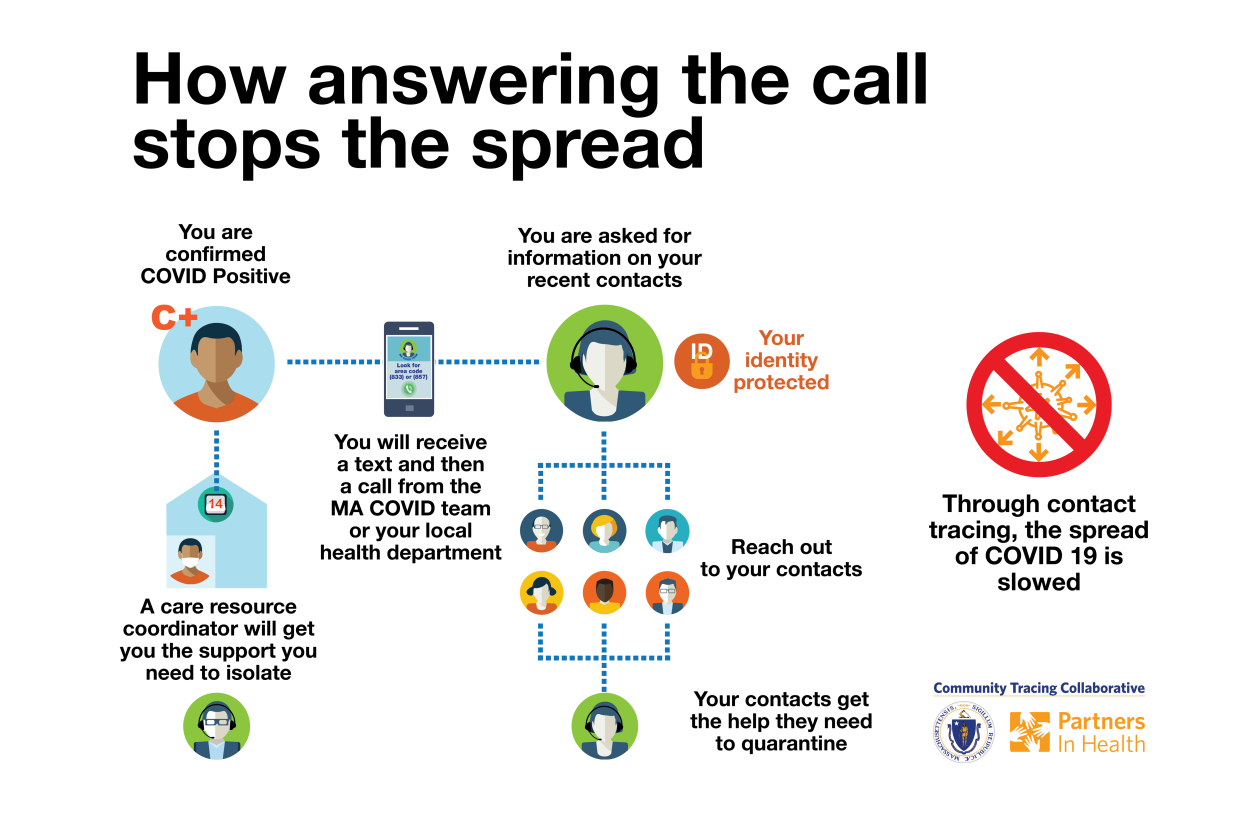 How answering the call
stops the spread
You are
confirmed
COVID Positive
C+
14
A care resource
coordinator will get
you the support you
need to isolate
Look for
area code
(833) or (857)
You will receive
a text and then
a call from the
MA COVID team
or your local
health department
You are asked for
information on your
recent contacts
ID
Your
identity
protected
Reach out
to your contacts
Your contacts get
the help they need
to quarantine
Through contact
tracing, the spread
of COVID 19 is
slowed
Community Tracing Collaborative
SIGILLUM REIPUBLICÆ MASSACHUSETTENSIS
Partners
In Health